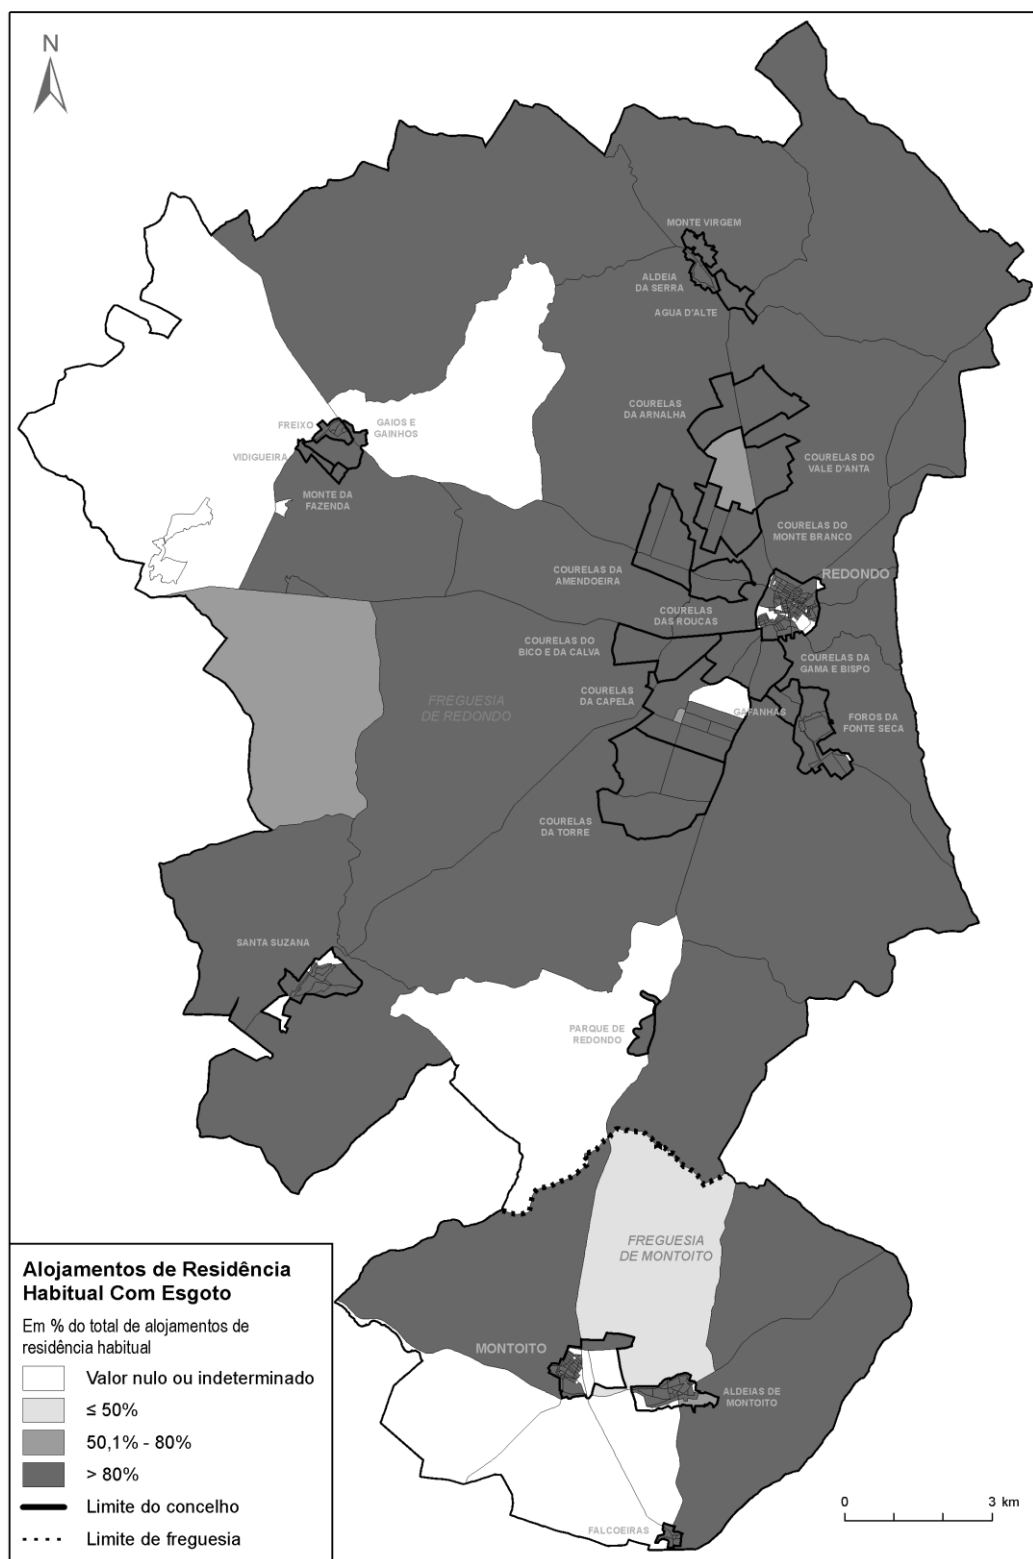 N
MONTE VIRGEM
ALDEIA
DA SERRA
AGUA D'ALTE
COURELAS
DA ARNALHA
FREIXO
GAIOS E
GAINHOS
VIDIGUEIRA
COURELAS DO
VALE D'ANTA
MONTE DA
FAZENDA
COURELAS DO
MONTE BRANCO
COURELAS DA
AMENDOEIRA
REDONDO
COURELAS
DAS ROUCAS
COURELAS DO
BICO E DA CALVA
COURELAS DA
GAMA E BISPO
COURELAS
DA CAPELA
FREGUESIA
DE REDONDO
GAFANHAS
FOROS DA
FONTE SECA
COURELAS
DA TORRE
SANTA SUZANA
PARQUE DE
REDONDO
FREGUESIA
DE MONTOITO
MONTOITO
ALDEIAS DE
MONTOITO
FALCOEIRAS
Alojamentos de Residência
Habitual Com Esgoto
Em % do total de alojamentos de
residência habitual
Valor nulo ou indeterminado
≤ 50%
50,1% - 80%
> 80%
Limite do concelho
Limite de freguesia
0 3 km